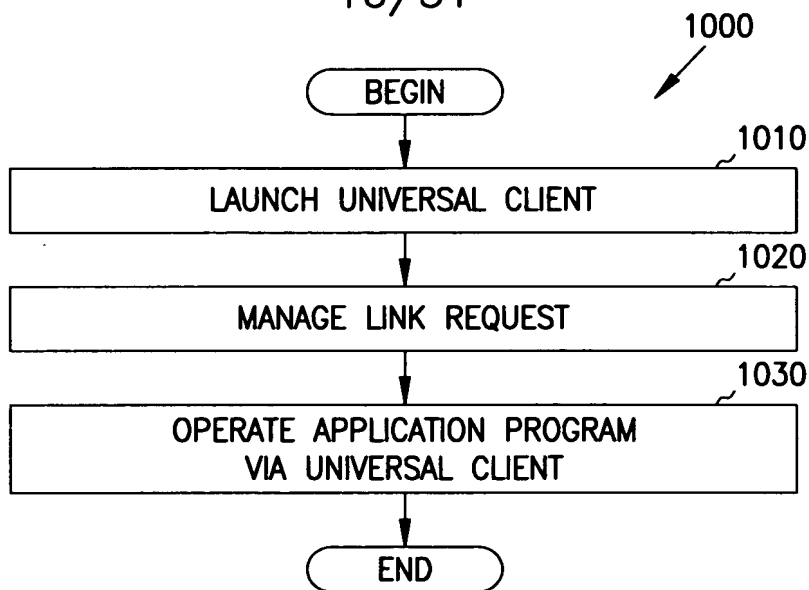 1000
BEGIN
1010
LAUNCH UNIVERSAL CLIENT
1020
MANAGE LINK REQUEST
1030
OPERATE APPLICATION PROGRAM
VIA UNIVERSAL CLIENT
END